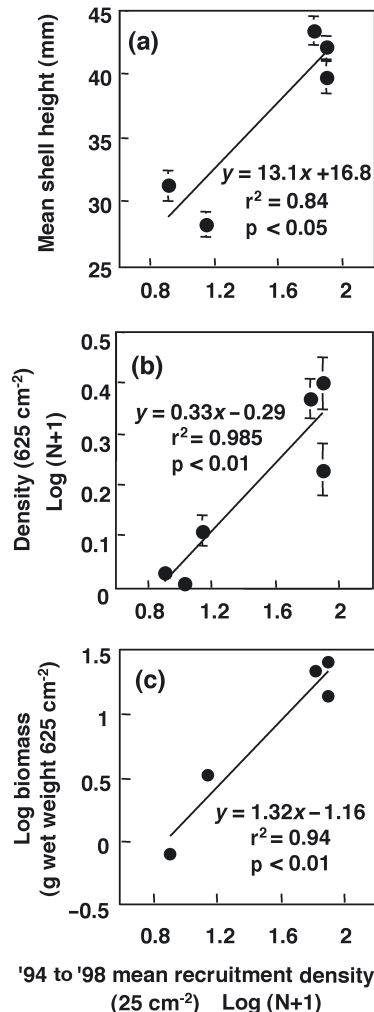 (a)
Mean shell height (mm)
45
40
35
30
25
y = 13.1x +16.8
r² = 0.84
p < 0.05
0.8 1.2 1.6 2
(b)
Density (625 cm⁻²)
Log (N+1)
0.5
0.4
0.3
0.2
0.1
0
y = 0.33x – 0.29
r² = 0.985
p < 0.01
0.8 1.2 1.6 2
(c)
Log biomass
(g wet weight 625 cm⁻²)
1.5
1
0.5
0
–0.5
y = 1.32x – 1.16
r² = 0.94
p < 0.01
0.8 1.2 1.6 2
'94 to '98 mean recruitment density
(25 cm⁻²) Log (N+1)